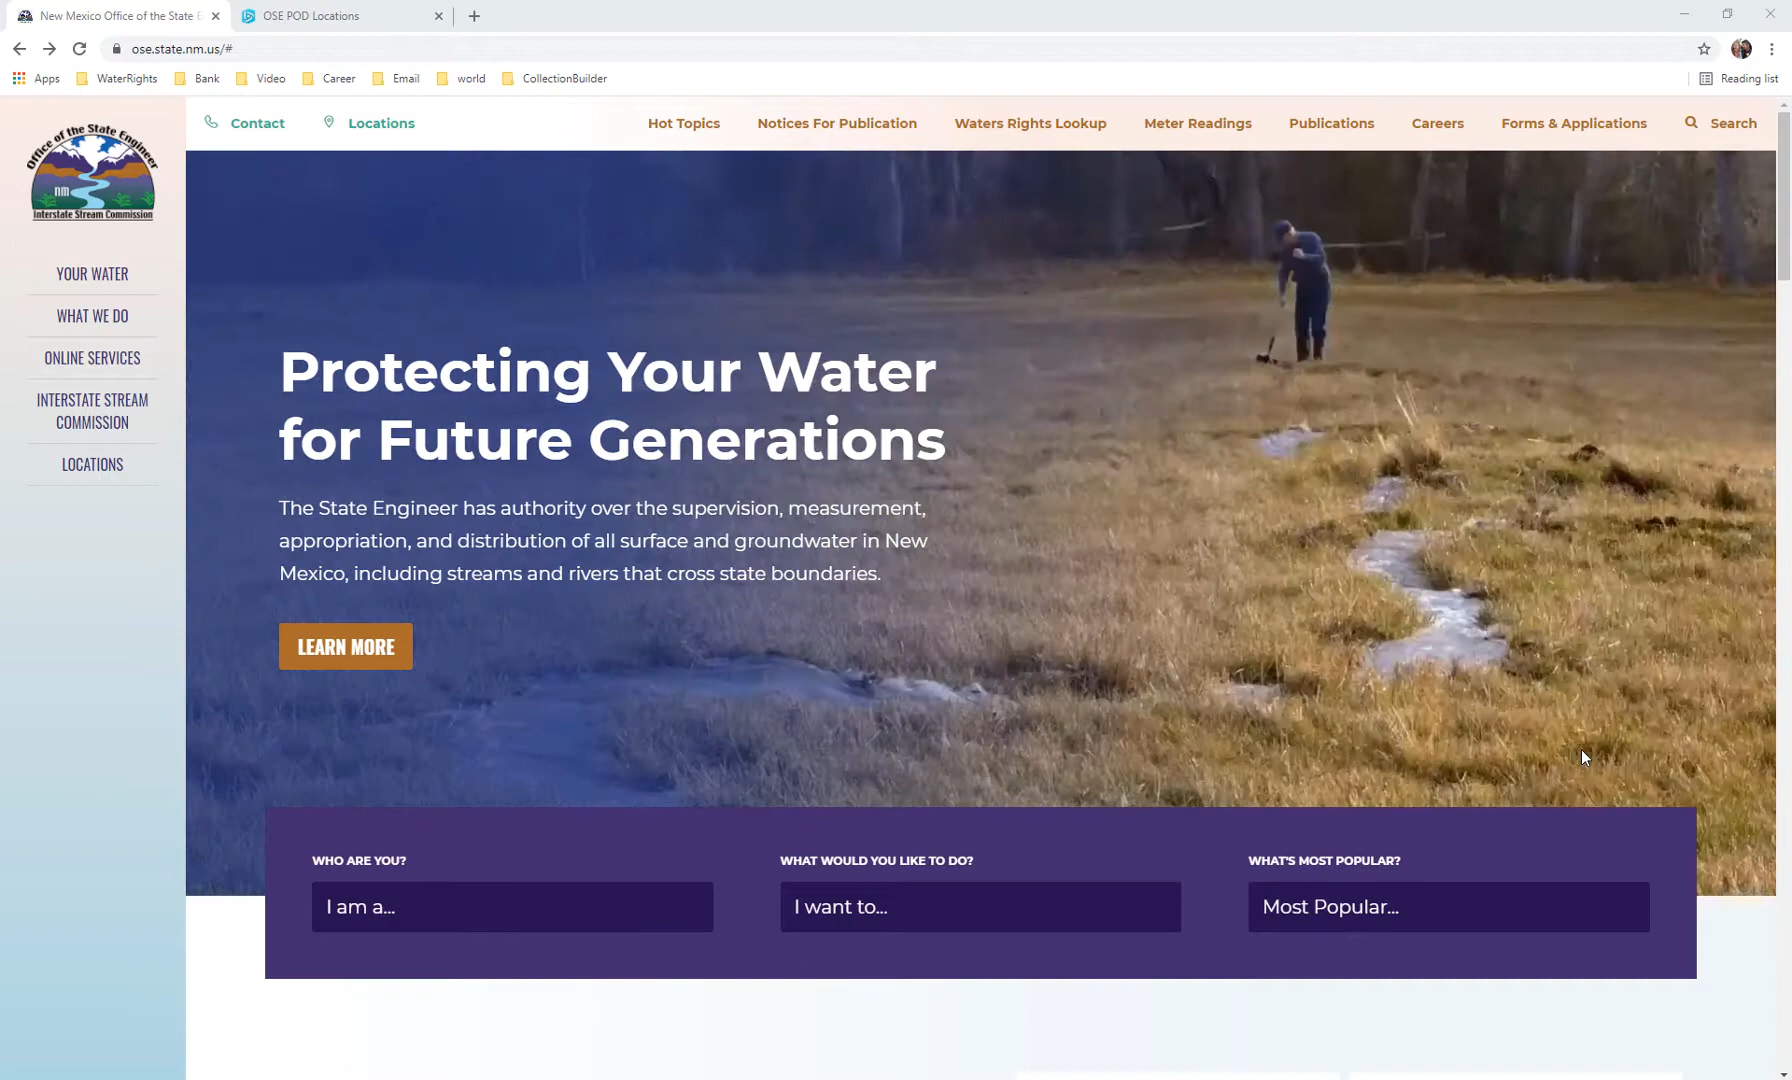 New Mexico Office of the State E
OSE POD Locations
ose.state.nm.us/#
Apps
WaterRights
Bank
Video
Career
Email
world
CollectionBuilder
Reading list
Office of the State Engineer
nm
Interstate Stream Commission
Contact
Locations
Hot Topics
Notices For Publication
Waters Rights Lookup
Meter Readings
Publications
Careers
Forms & Applications
Search
YOUR WATER
WHAT WE DO
ONLINE SERVICES
INTERSTATE STREAM
COMMISSION
LOCATIONS
Protecting Your Water
for Future Generations
The State Engineer has authority over the supervision, measurement,
appropriation, and distribution of all surface and groundwater in New
Mexico, including streams and rivers that cross state boundaries.
LEARN MORE
WHO ARE YOU?
I am a...
WHAT WOULD YOU LIKE TO DO?
I want to...
WHAT'S MOST POPULAR?
Most Popular...